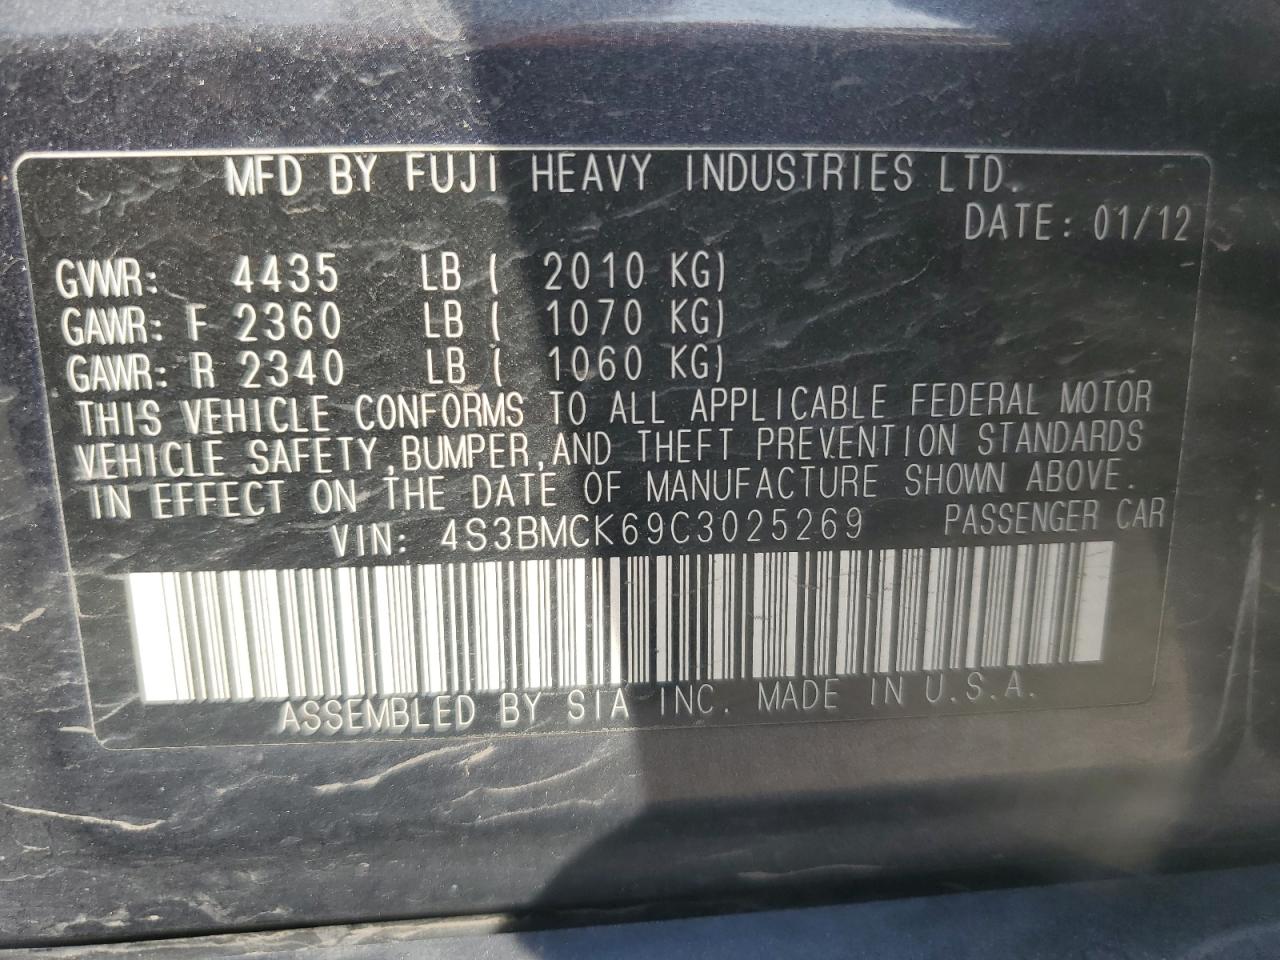 MFD BY FUJI HEAVY INDUSTRIES LTD.
DATE: 01/12
GVWR: 4435 LB ( 2010 KG)
GAWR: F 2360 LB ( 1070 KG)
GAWR: R 2340 LB ( 1060 KG)
THIS VEHICLE CONFORMS TO ALL APPLICABLE FEDERAL MOTOR
VEHICLE SAFETY,BUMPER,AND THEFT PREVENTION STANDARDS
IN EFFECT ON THE DATE OF MANUFACTURE SHOWN ABOVE.
VIN: 4S3BMCK69C3025269 PASSENGER CAR
ASSEMBLED BY SIA INC. MADE IN U.S.A.